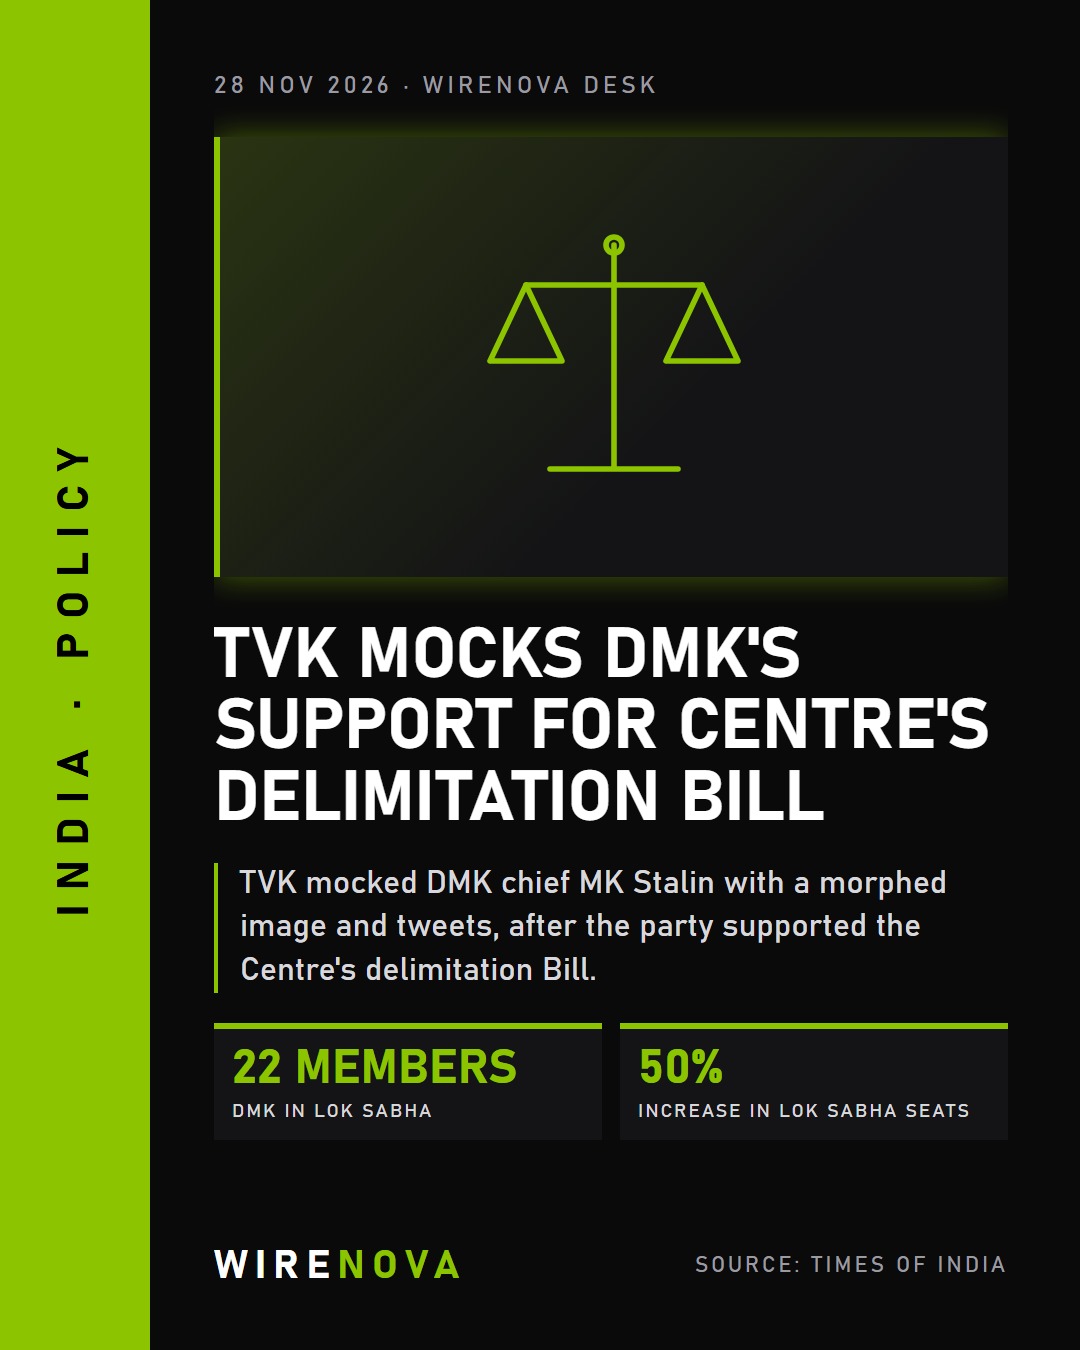 28 NOV 2026 · WIRENOVA DESK
INDIA · POLICY
TVK MOCKS DMK'S
SUPPORT FOR CENTRE'S
DELIMITATION BILL
TVK mocked DMK chief MK Stalin with a morphed
image and tweets, after the party supported the
Centre's delimitation Bill.
22 MEMBERS
DMK IN LOK SABHA
50%
INCREASE IN LOK SABHA SEATS
WIRENOVA
SOURCE: TIMES OF INDIA